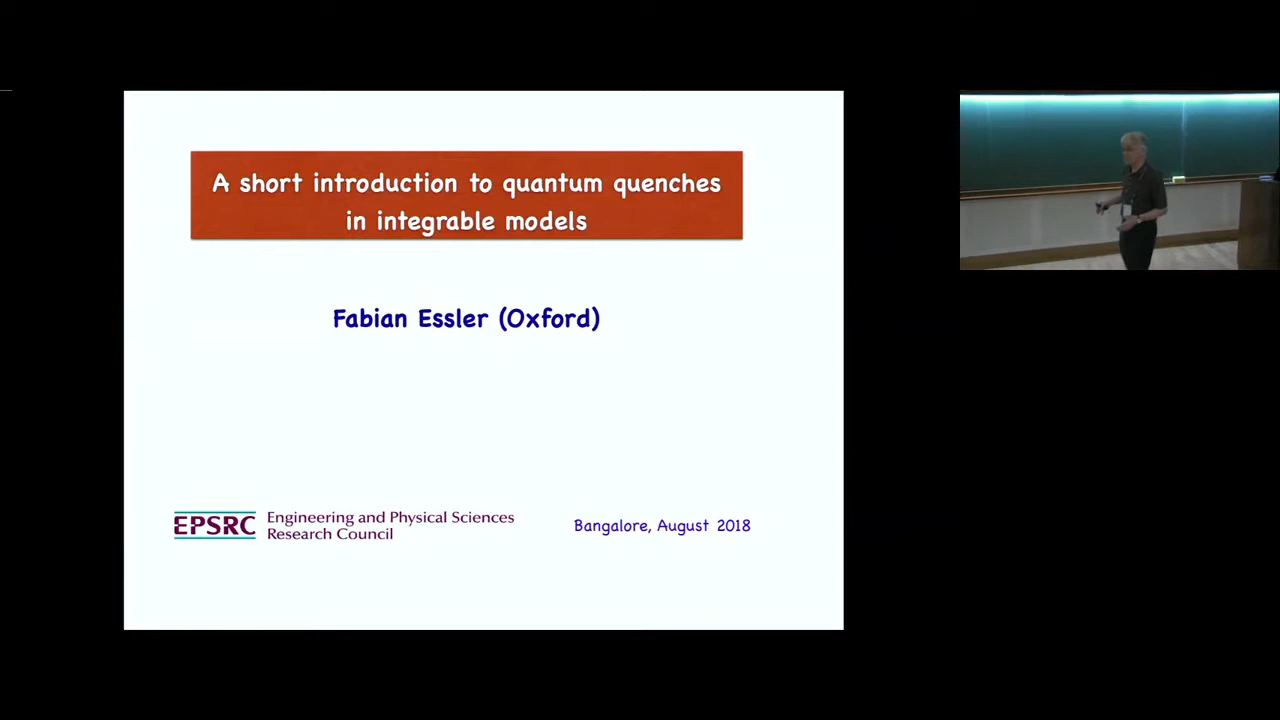 A short introduction to quantum quenches
in integrable models
Fabian Essler (Oxford)
EPSRC
Engineering and Physical Sciences
Research Council
Bangalore, August 2018